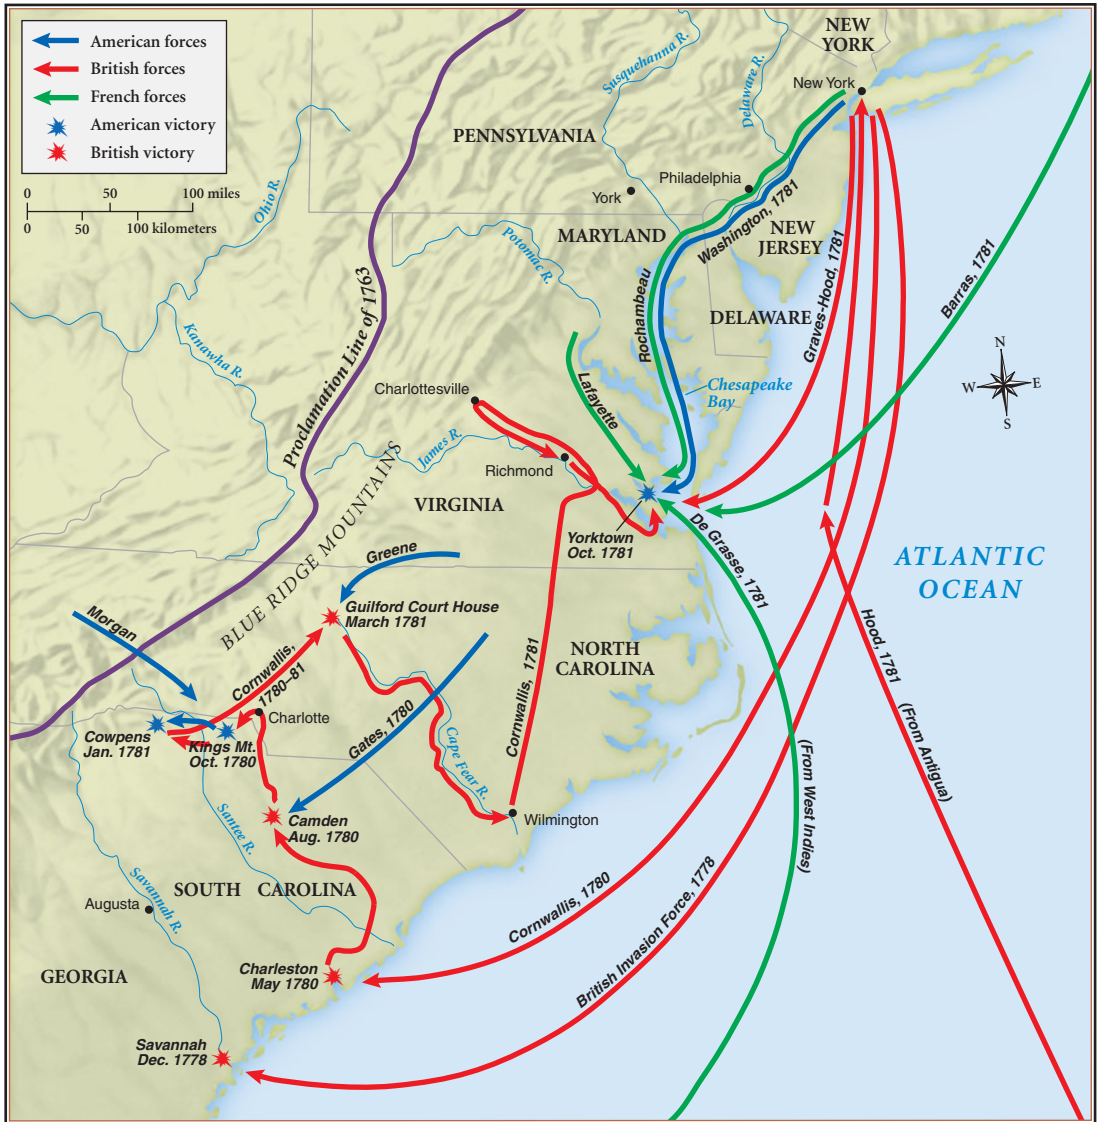 American forces
British forces
French forces
American victory
British victory
0 50 100 miles
0 50 100 kilometers
NEW
YORK
New York
Susquehanna R.
Delaware R.
PENNSYLVANIA
Philadelphia
York
Ohio R.
MARYLAND
Washington, 1781
NEW
JERSEY
Potomac R.
Proclamation Line of 1763
Rochambeau
DELAWARE
Graves-Hood, 1781
Barras, 1781
Kanawha R.
N
W E
S
Charlottesville
Lafayette
Chesapeake
Bay
James R.
Richmond
VIRGINIA
BLUE RIDGE MOUNTAINS
Yorktown
Oct. 1781
De Grasse, 1781
ATLANTIC
OCEAN
Greene
Guilford Court House
March 1781
Morgan
Cornwallis,
1780–81
NORTH
CAROLINA
Hood, 1781
(From Antigua)
Cornwallis, 1781
Charlotte
Gates, 1780
Cowpens
Jan. 1781
Kings Mt.
Oct. 1780
Cape Fear R.
(From West Indies)
Camden
Aug. 1780
Wilmington
Santee R.
SOUTH CAROLINA
Savannah R.
Augusta
Cornwallis, 1780
British Invasion Force, 1778
GEORGIA
Charleston
May 1780
Savannah
Dec. 1778